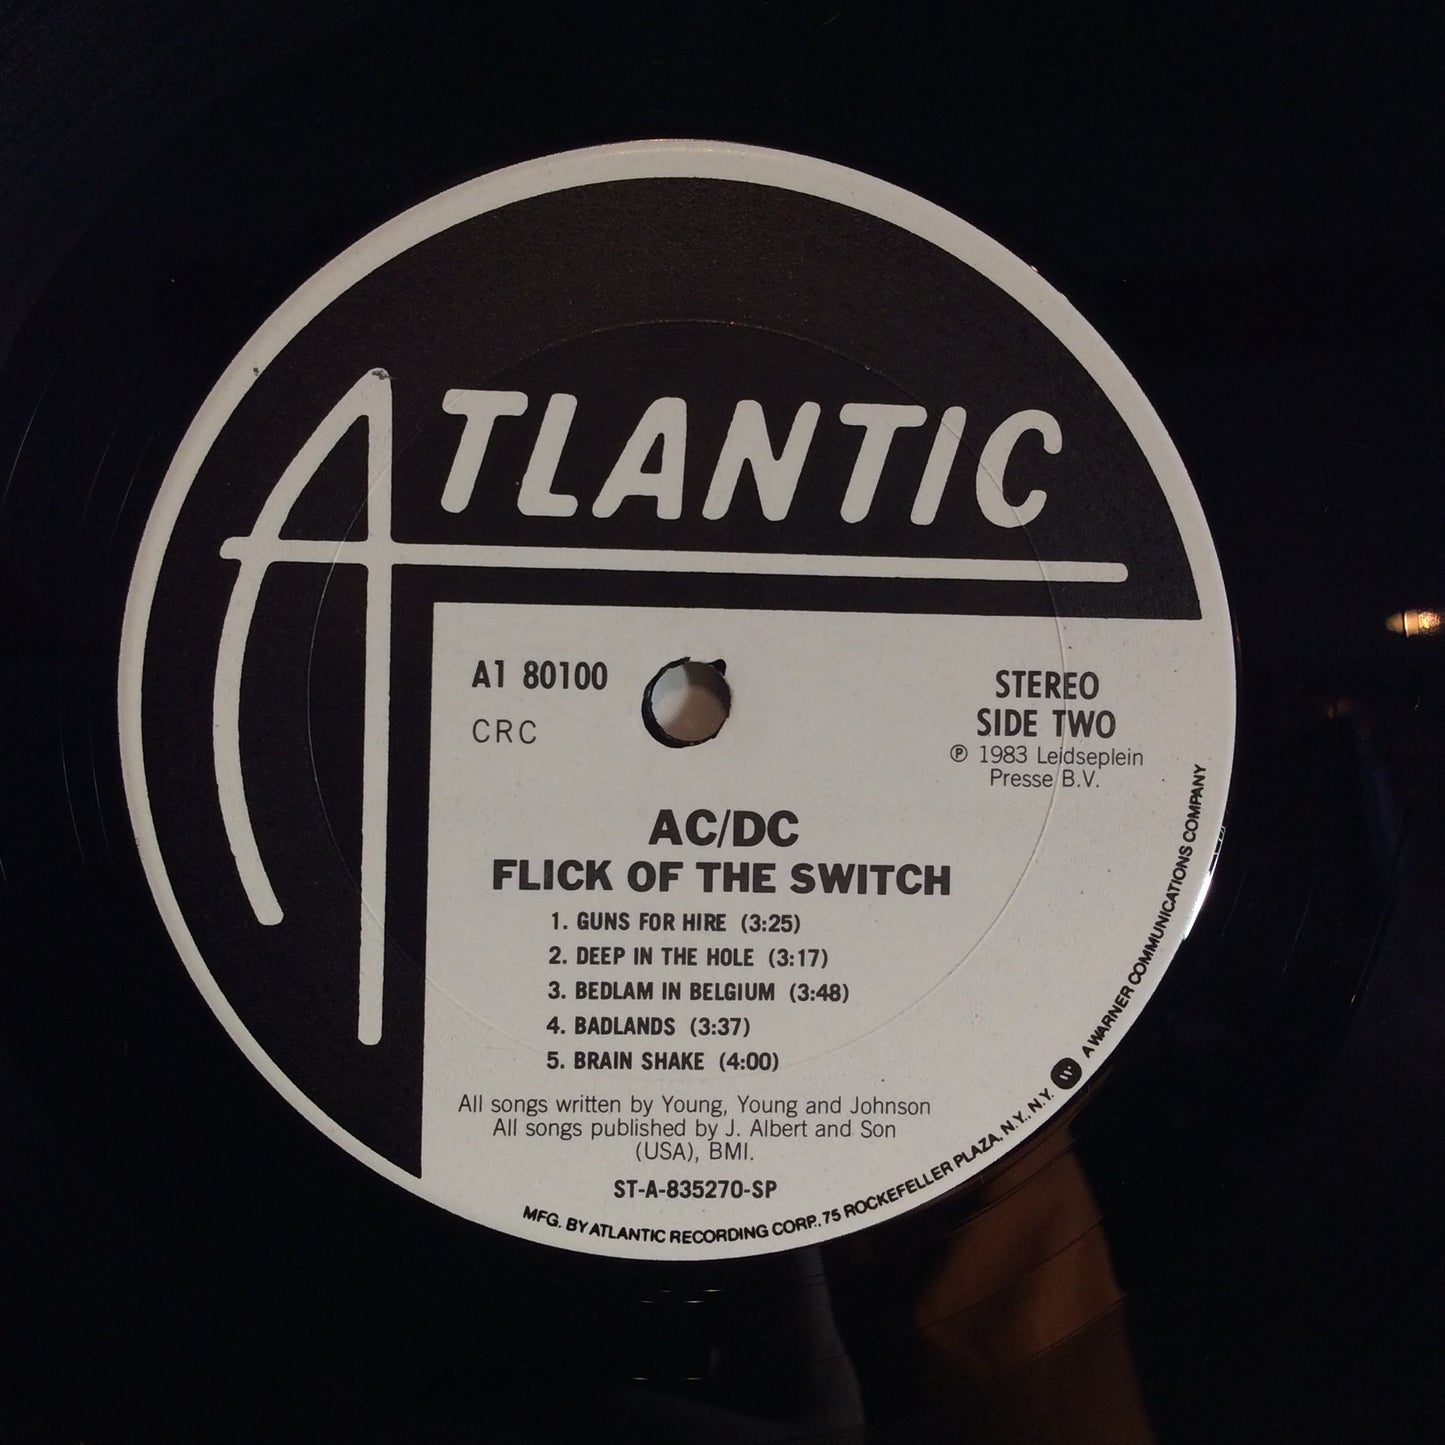 ATLANTIC
A1 80100
CRC
STEREO
SIDE TWO
℗ 1983 Leidseplein
Presse B.V.
AC/DC
FLICK OF THE SWITCH
1. GUNS FOR HIRE (3:25)
2. DEEP IN THE HOLE (3:17)
3. BEDLAM IN BELGIUM (3:48)
4. BADLANDS (3:37)
5. BRAIN SHAKE (4:00)
All songs written by Young, Young and Johnson
All songs published by J. Albert and Son
(USA), BMI.
ST-A-835270-SP
MFG. BY ATLANTIC RECORDING CORP., 75 ROCKEFELLER PLAZA, N.Y., N.Y. A WARNER COMMUNICATIONS COMPANY